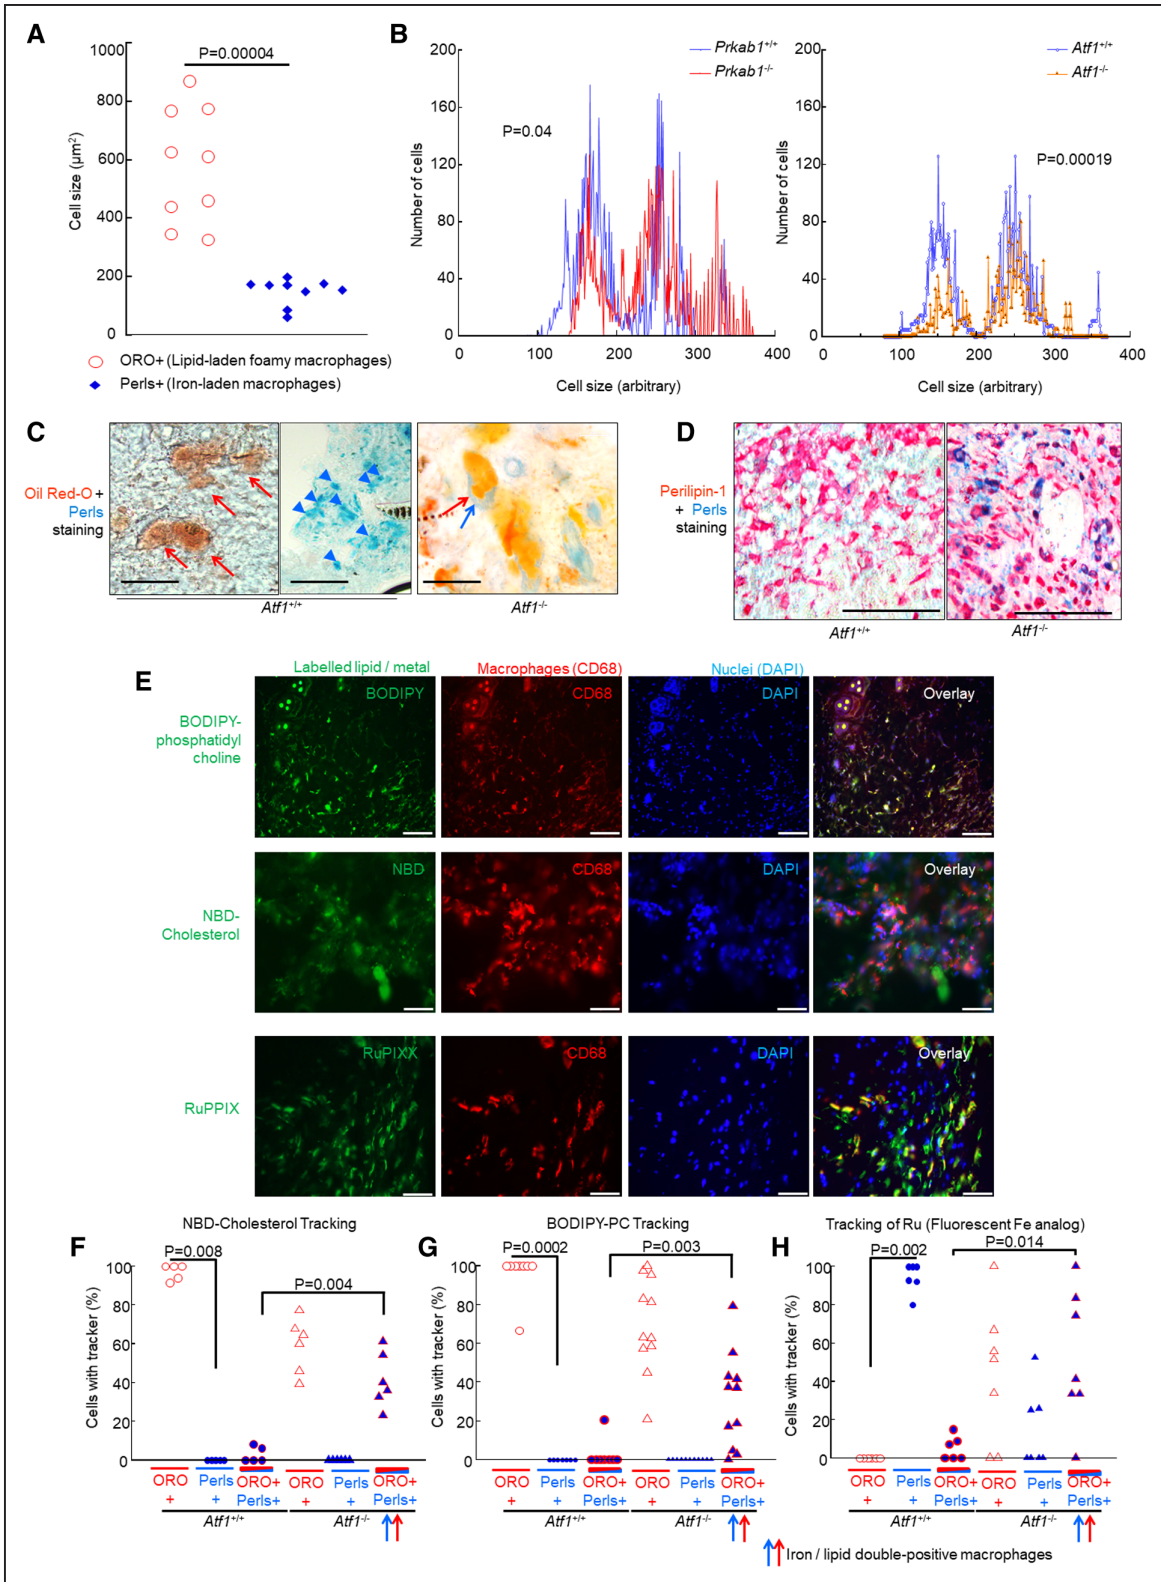 A
P=0.00004
1000
800
600
400
200
0
Cell size (µm²)
ORO+ (Lipid-laden foamy macrophages)
Perls+ (Iron-laden macrophages)
B
200
160
120
80
40
0
Number of cells
Prkab1+/+
Prkab1-/-
P=0.04
0 100 200 300 400
Cell size (arbitrary)
200
160
120
80
40
0
Number of cells
Atf1+/+
Atf1-/-
P=0.00019
0 100 200 300 400
Cell size (arbitrary)
C
Oil Red-O +
Perls
staining
Atf1+/+
Atf1-/-
D
Perilipin-1
+ Perls
staining
Atf1+/+
Atf1-/-
E
Labelled lipid / metal
Macrophages (CD68)
Nuclei (DAPI)
BODIPY-
phosphatidyl
choline
BODIPY
CD68
DAPI
Overlay
NBD-
Cholesterol
NBD
CD68
DAPI
Overlay
RuPPIX
RuPIXX
CD68
DAPI
Overlay
F
NBD-Cholesterol Tracking
P=0.008
P=0.004
100
80
60
40
20
0
Cells with tracker (%)
ORO Perls ORO+ ORO Perls ORO+
+ + Perls+ + + Perls+
Atf1+/+ Atf1-/-
G
BODIPY-PC Tracking
P=0.0002
P=0.003
100
80
60
40
20
0
Cells with tracker (%)
ORO Perls ORO+ ORO Perls ORO+
+ + Perls+ + + Perls+
Atf1+/+ Atf1-/-
H
Tracking of Ru (Fluorescent Fe analog)
P=0.002
P=0.014
100
80
60
40
20
0
Cells with tracker (%)
ORO Perls ORO+ ORO Perls ORO+
+ + Perls+ + + Perls+
Atf1+/+ Atf1-/-
Iron / lipid double-positive macrophages